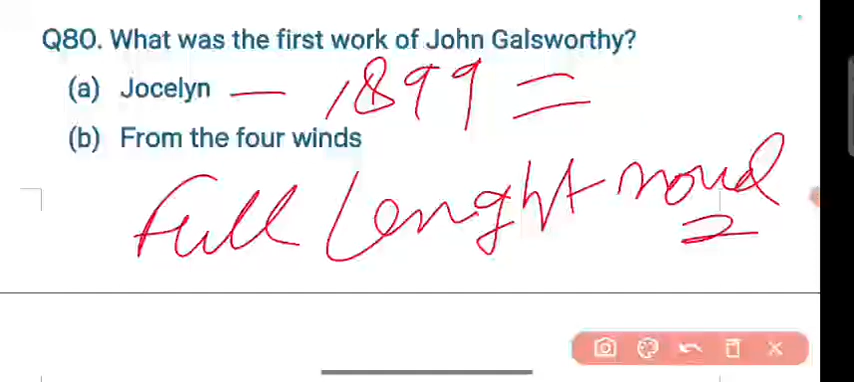 Q80. What was the first work of John Galsworthy?
(a) Jocelyn — 1899 =
(b) From the four winds
Full Lenght novel